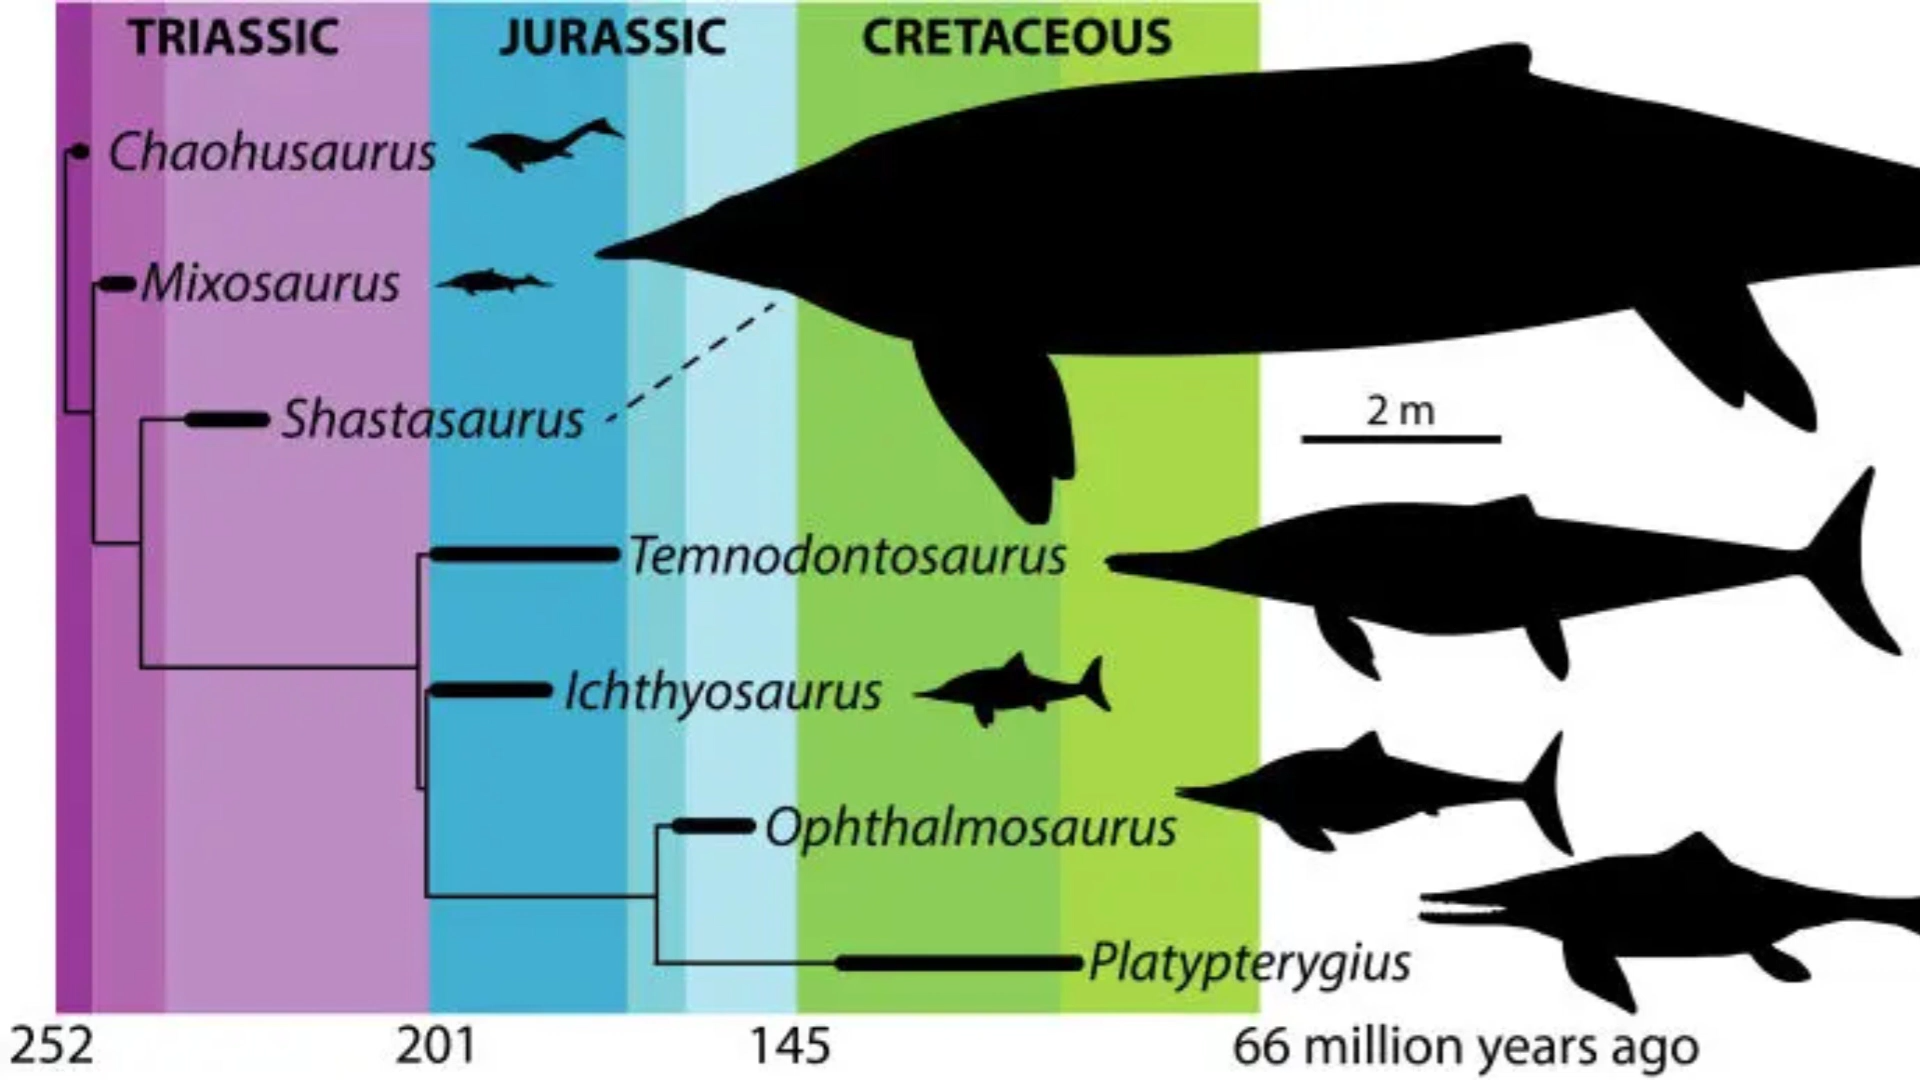 TRIASSIC JURASSIC CRETACEOUS
Chaohusaurus
Mixosaurus
Shastasaurus
2 m
Temnodontosaurus
Ichthyosaurus
Ophthalmosaurus
Platypterygius
252 201 145 66 million years ago